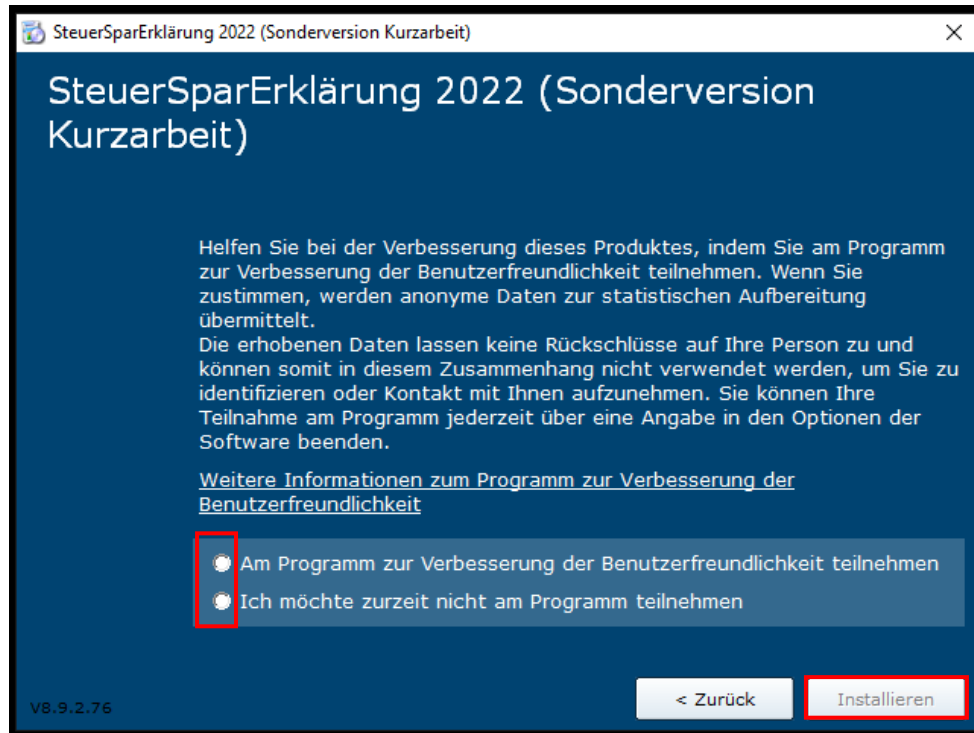 SteuerSparErklärung 2022 (Sonderversion Kurzarbeit)
SteuerSparErklärung 2022 (Sonderversion
Kurzarbeit)
Helfen Sie bei der Verbesserung dieses Produktes, indem Sie am Programm
zur Verbesserung der Benutzerfreundlichkeit teilnehmen. Wenn Sie
zustimmen, werden anonyme Daten zur statistischen Aufbereitung
übermittelt.
Die erhobenen Daten lassen keine Rückschlüsse auf Ihre Person zu und
können somit in diesem Zusammenhang nicht verwendet werden, um Sie zu
identifizieren oder Kontakt mit Ihnen aufzunehmen. Sie können Ihre
Teilnahme am Programm jederzeit über eine Angabe in den Optionen der
Software beenden.
Weitere Informationen zum Programm zur Verbesserung der
Benutzerfreundlichkeit
Am Programm zur Verbesserung der Benutzerfreundlichkeit teilnehmen
Ich möchte zurzeit nicht am Programm teilnehmen
V8.9.2.76
< Zurück
Installieren